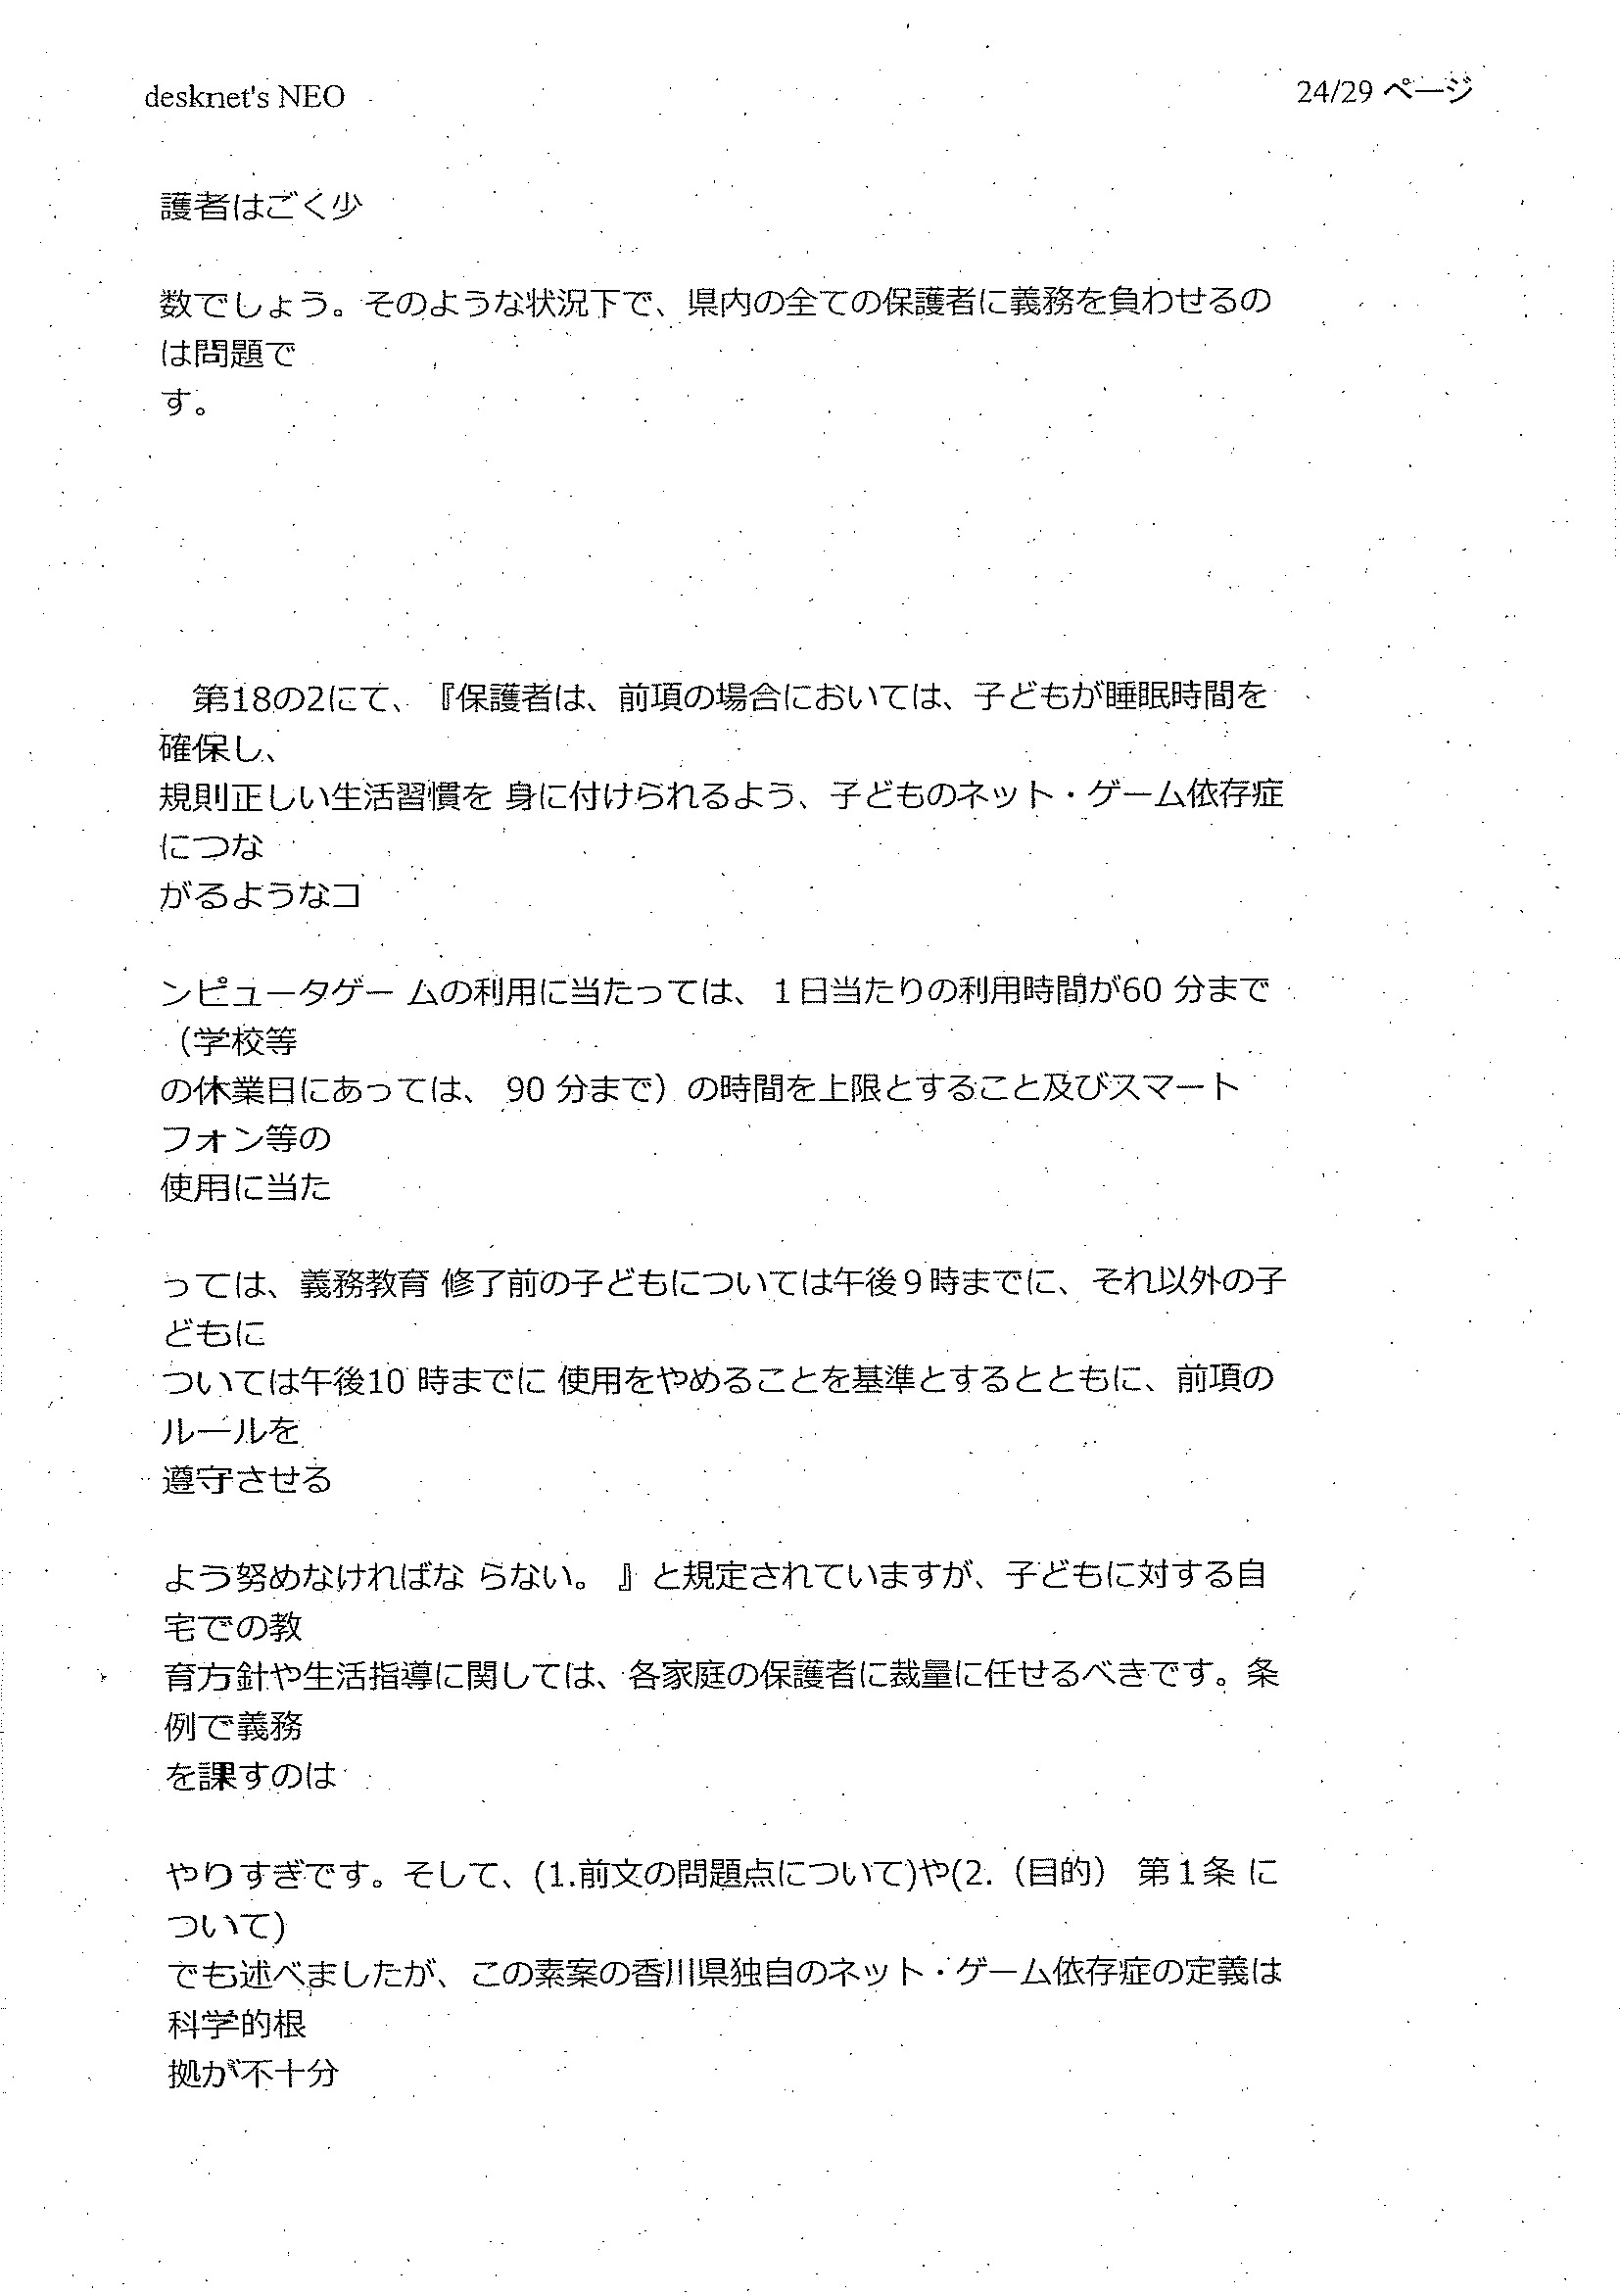 desknet's NEO
24/29 ページ
護者はごく少
数でしょう。そのような状況下で、県内の全ての保護者に義務を負わせるの
は問題で
す。
第18の2にて、『保護者は、前項の場合においては、子どもが睡眠時間を
確保し、
規則正しい生活習慣を 身に付けられるよう、子どものネット・ゲーム依存症
につな
がるようなコ
ンピュータゲー ムの利用に当たっては、１日当たりの利用時間が60 分まで
（学校等
の休業日にあっては、 90 分まで）の時間を上限とすること及びスマート
フォン等の
使用に当た
っては、義務教育 修了前の子どもについては午後９時までに、それ以外の子
どもに
ついては午後10 時までに 使用をやめることを基準とするとともに、前項の
ルールを
遵守させる
よう努めなければな らない。 』と規定されていますが、子どもに対する自
宅での教
育方針や生活指導に関しては、各家庭の保護者に裁量に任せるべきです。条
例で義務
を課すのは
やりすぎです。そして、(1.前文の問題点について)や(2.（目的） 第１条 に
ついて)
でも述べましたが、この素案の香川県独自のネット・ゲーム依存症の定義は
科学的根
拠が不十分